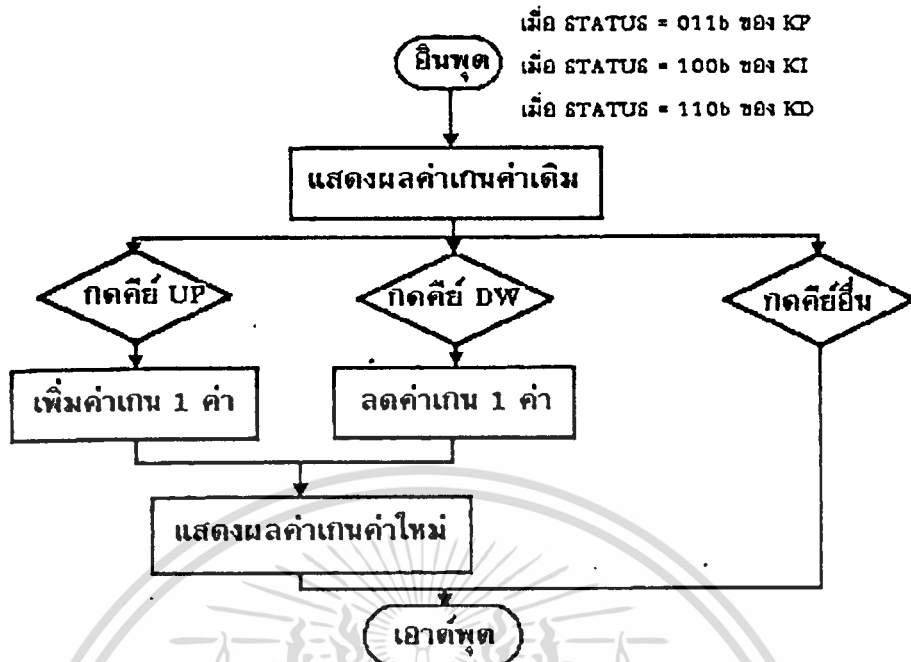 เมื่อ STATUS = 011b ของ KP
อินพุต
เมื่อ STATUS = 100b ของ KI
เมื่อ STATUS = 110b ของ KD
แสดงผลค่าเกนค่าเดิม
กดคีย์ UP
กดคีย์ DW
กดคีย์อื่น
เพิ่มค่าเกน 1 ค่า
ลดค่าเกน 1 ค่า
แสดงผลค่าเกนค่าใหม่
เอาต์พุต